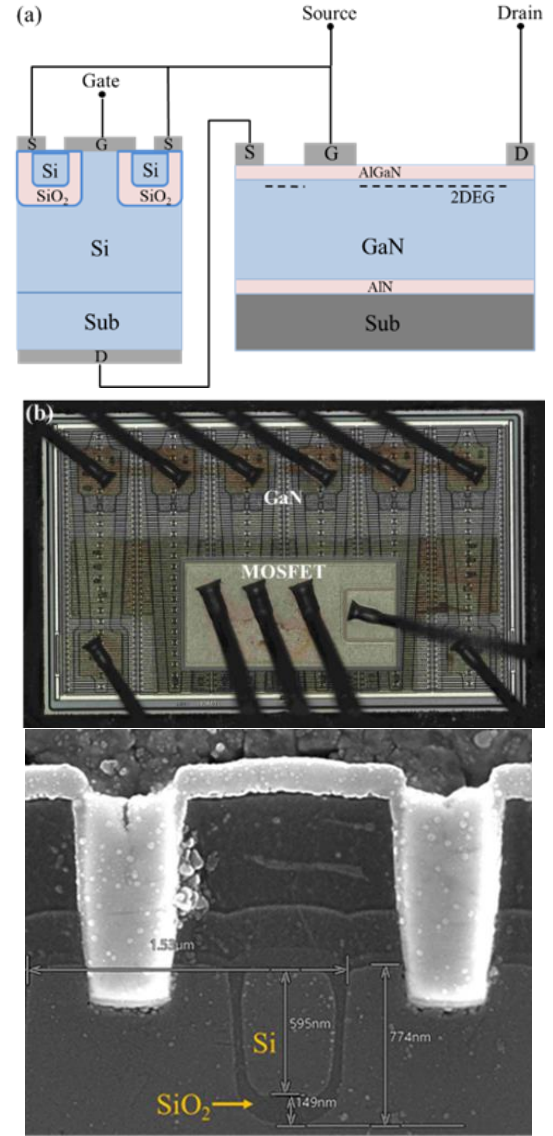 (a)
Source
Drain
Gate
S
G
S
S
G
D
Si
Si
SiO₂
SiO₂
AlGaN
2DEG
Si
GaN
AlN
Sub
Sub
D
(b)
GaN
MOSFET
1.53um
595nm
774nm
Si
SiO₂
149nm